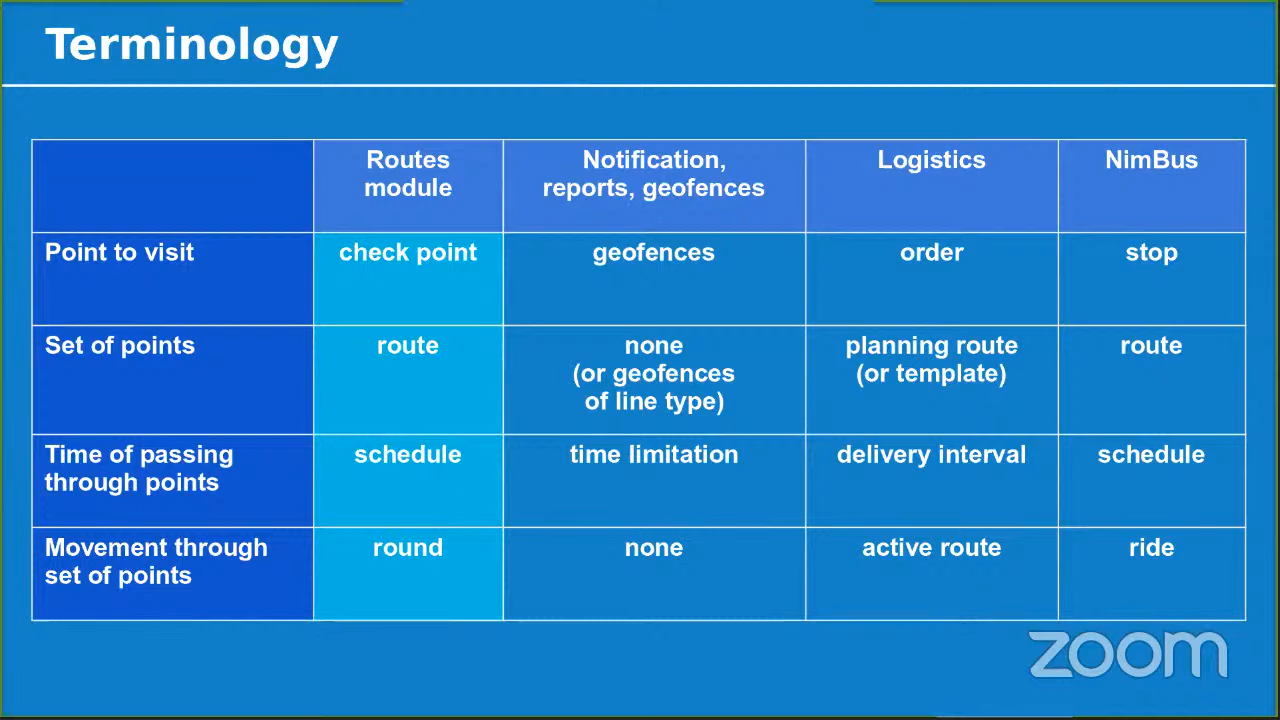 Terminology
Routes
module
Notification,
reports, geofences
Logistics
NimBus
Point to visit
check point
geofences
order
stop
Set of points
route
none
(or geofences
of line type)
planning route
(or template)
route
Time of passing
through points
schedule
time limitation
delivery interval
schedule
Movement through
set of points
round
none
active route
ride
zoom